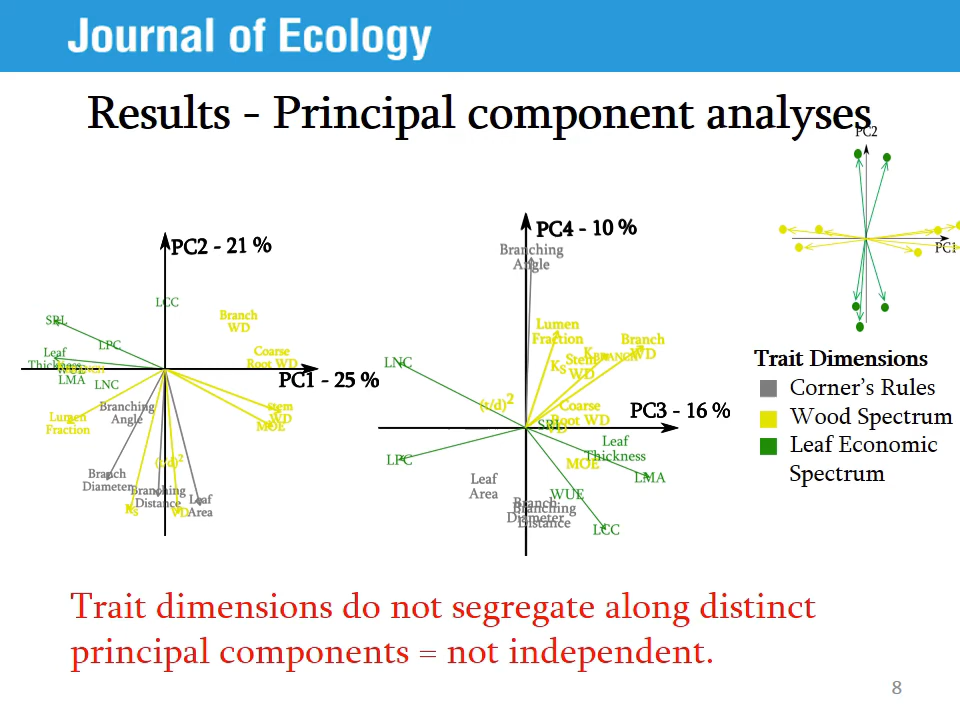 Journal of Ecology
Results - Principal component analyses
PC2
PC1
PC2 - 21 %
LCC
SRL
Branch
WD
LPC
Leaf
Thickness
LMA
LNC
Coarse
Root WD
PC1 - 25 %
Lumen
Fraction
Branching
Angle
Stem
WD
MOE
(t/d)²
Branch
Diameter
Branching
Distance
Leaf
Area
Ks
VD
PC4 - 10 %
Branching
Angle
Lumen
Fraction
Branch
WD
Stem
WD
Ks
LNC
(t/d)²
Coarse
Root WD
PC3 - 16 %
SRL
VD
Leaf
Thickness
LPC
MOE
LMA
Leaf
Area
WUE
Branch
Diameter
Branching
Distance
LCC
Trait Dimensions
Corner's Rules
Wood Spectrum
Leaf Economic
Spectrum
Trait dimensions do not segregate along distinct
principal components = not independent.
8